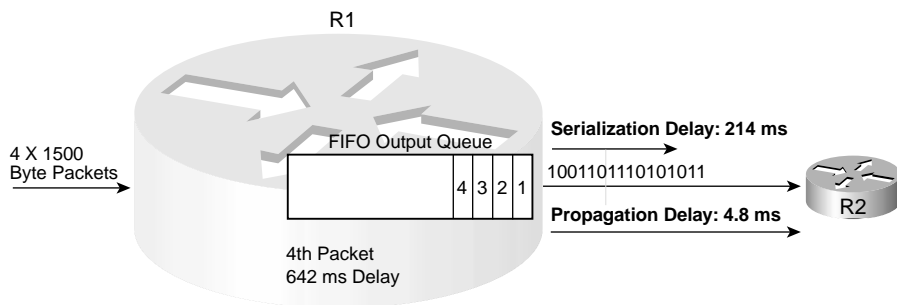 R1
4 X 1500
Byte Packets
FIFO Output Queue
4 3 2 1
4th Packet
642 ms Delay
Serialization Delay: 214 ms
1001101110101011
Propagation Delay: 4.8 ms
R2